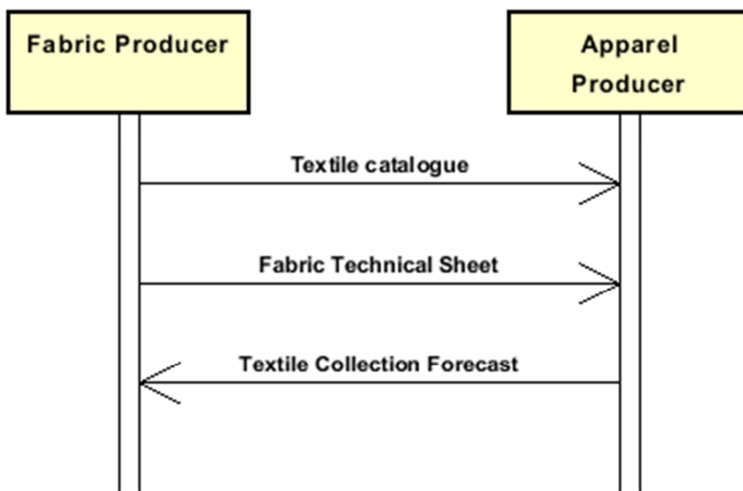 Fabric Producer
Apparel
Producer
Textile catalogue
Fabric Technical Sheet
Textile Collection Forecast